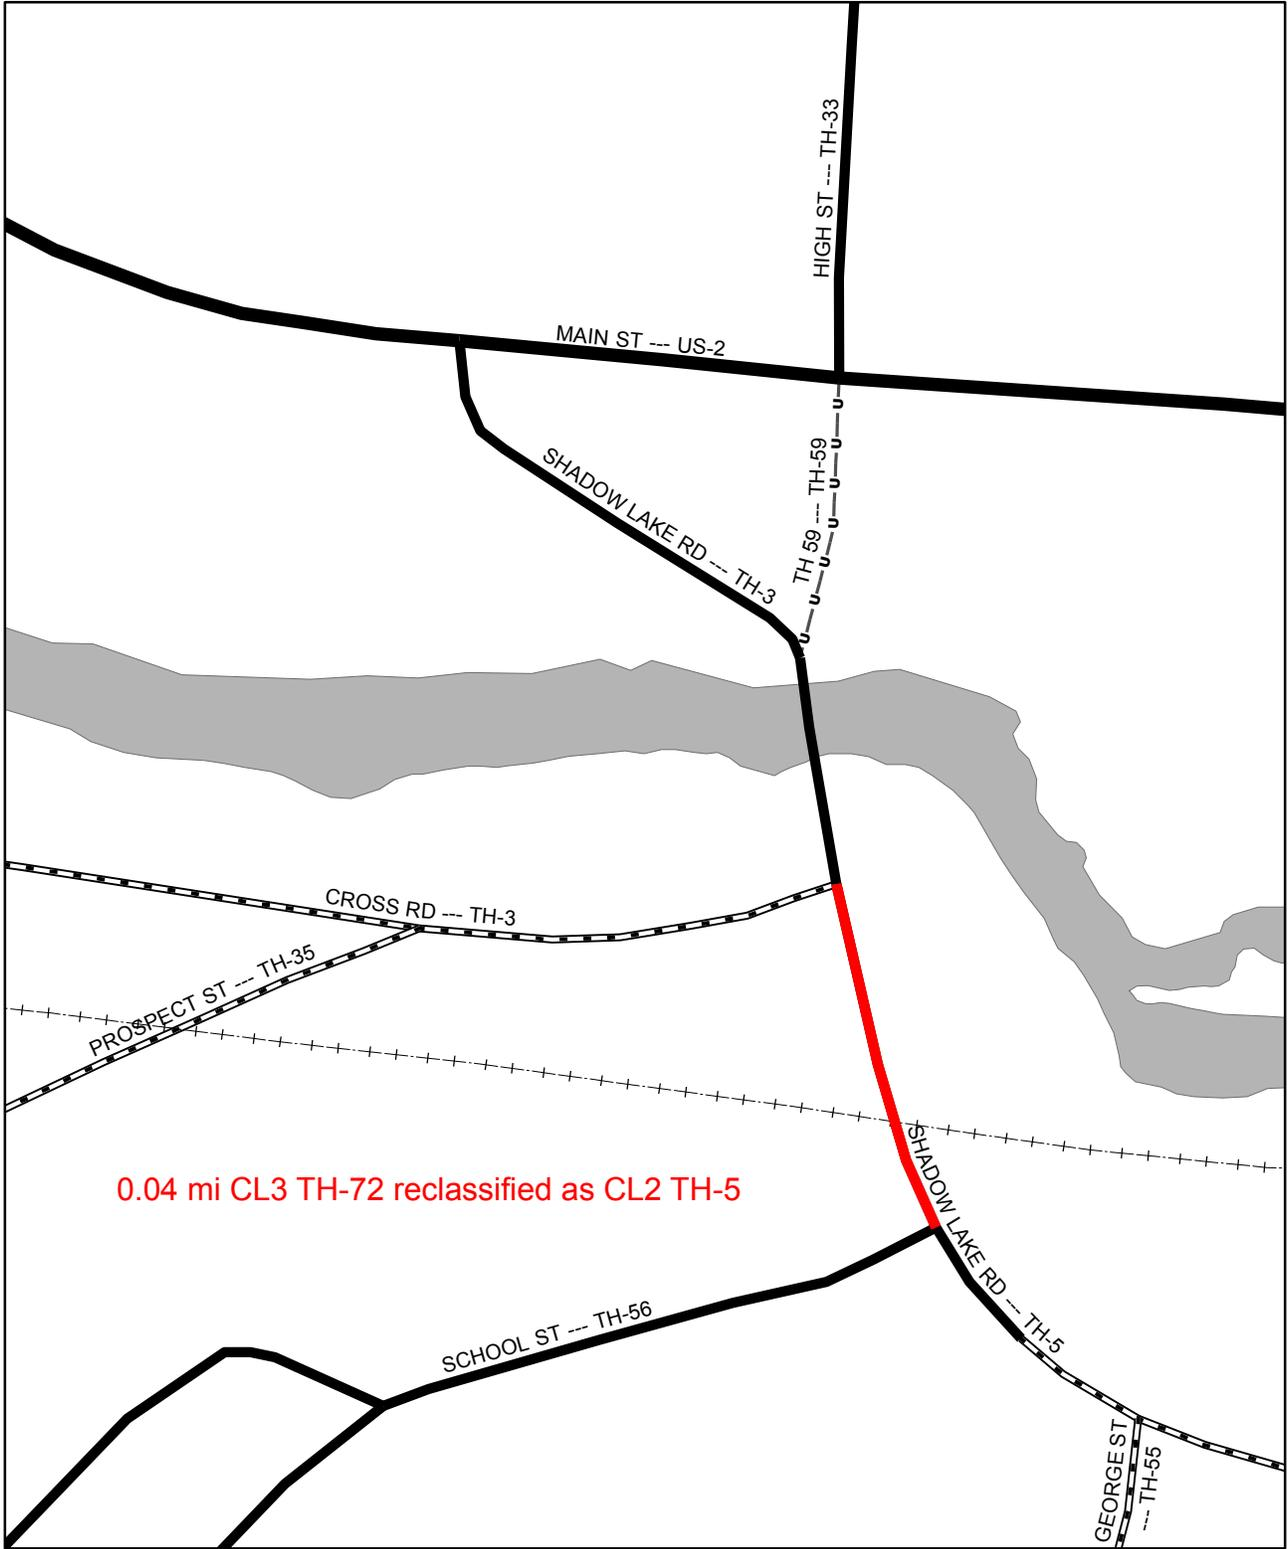 HIGH ST --- TH-33
MAIN ST --- US-2
SHADOW LAKE RD --- TH-3
TH 59 --- TH-59
CROSS RD --- TH-3
PROSPECT ST --- TH-35
0.04 mi CL3 TH-72 reclassified as CL2 TH-5
SHADOW LAKE RD --- TH-5
SCHOOL ST --- TH-56
GEORGE ST
--- TH-55